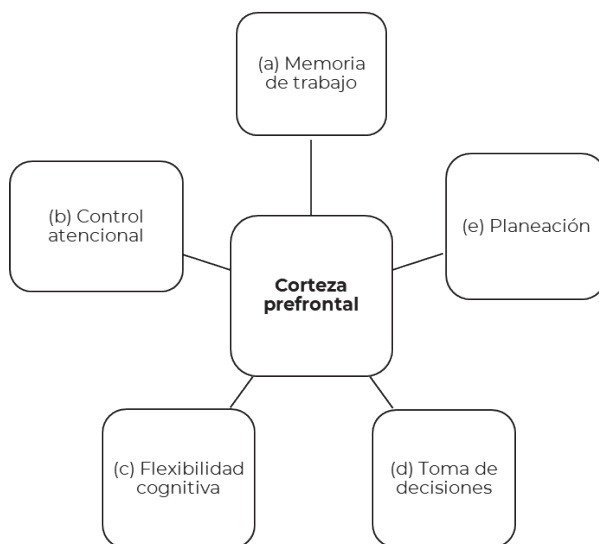 (a) Memoria
de trabajo
(b) Control
atencional
(e) Planeación
Corteza
prefrontal
(c) Flexibilidad
cognitiva
(d) Toma de
decisiones